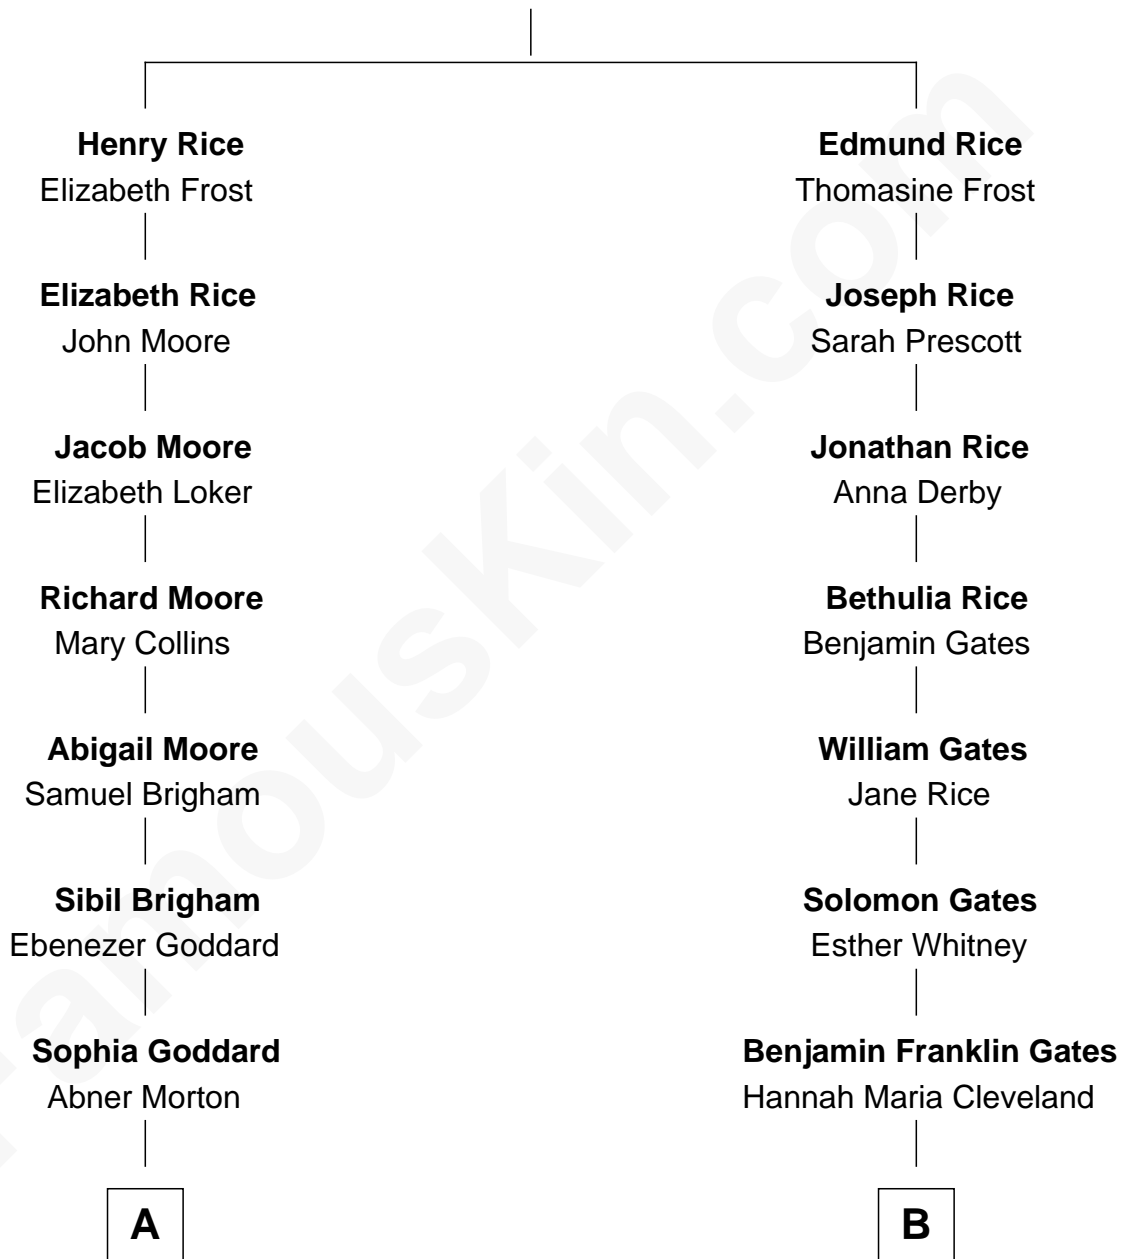 Henry Rice
Elizabeth Frost
Elizabeth Rice
John Moore
Jacob Moore
Elizabeth Loker
Richard Moore
Mary Collins
Abigail Moore
Samuel Brigham
Sibil Brigham
Ebenezer Goddard
Sophia Goddard
Abner Morton
A
Edmund Rice
Thomasine Frost
Joseph Rice
Sarah Prescott
Jonathan Rice
Anna Derby
Bethulia Rice
Benjamin Gates
William Gates
Jane Rice
Solomon Gates
Esther Whitney
Benjamin Franklin Gates
Hannah Maria Cleveland
B
FamousKin.com